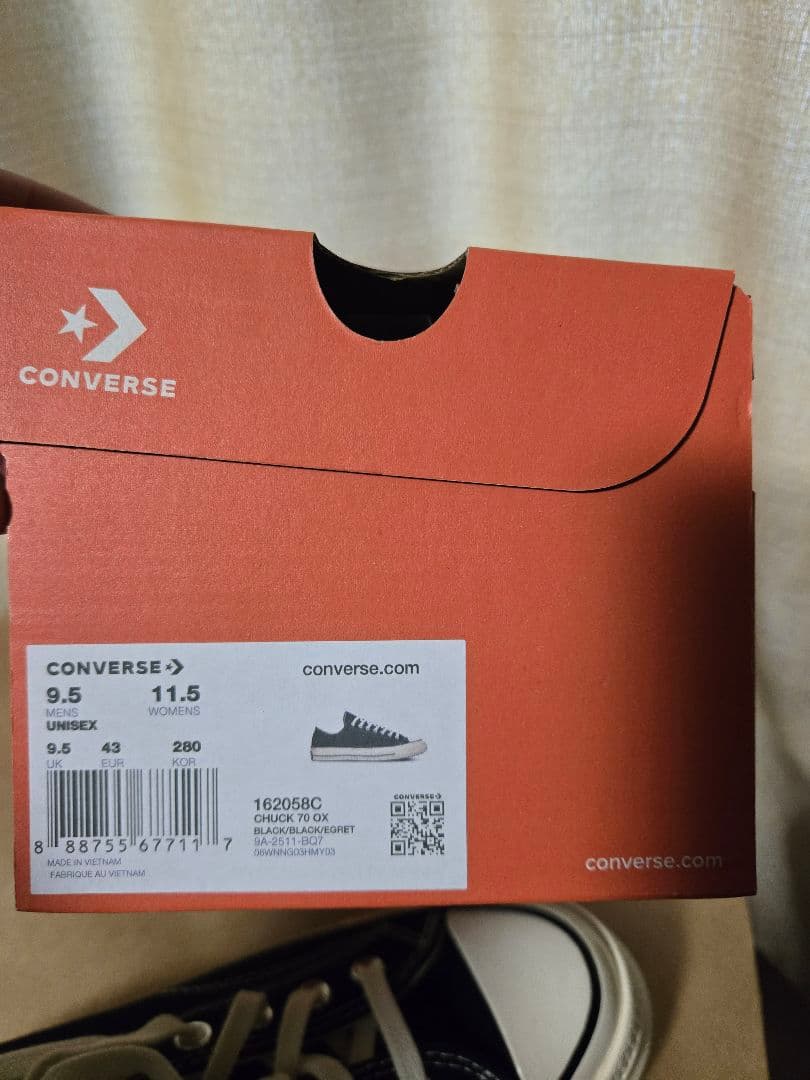 CONVERSE
CONVERSE
converse.com
9.5 11.5
MENS WOMENS
UNISEX
9.5 43 280
UK EUR KOR
8 88755 67711 7
MADE IN VIETNAM
FABRIQUE AU VIETNAM
162058C
CHUCK 70 OX
BLACK/BLACK/EGRET
9A-2511-BQ7
06WNNG03HMY03
CONVERSE
converse.com